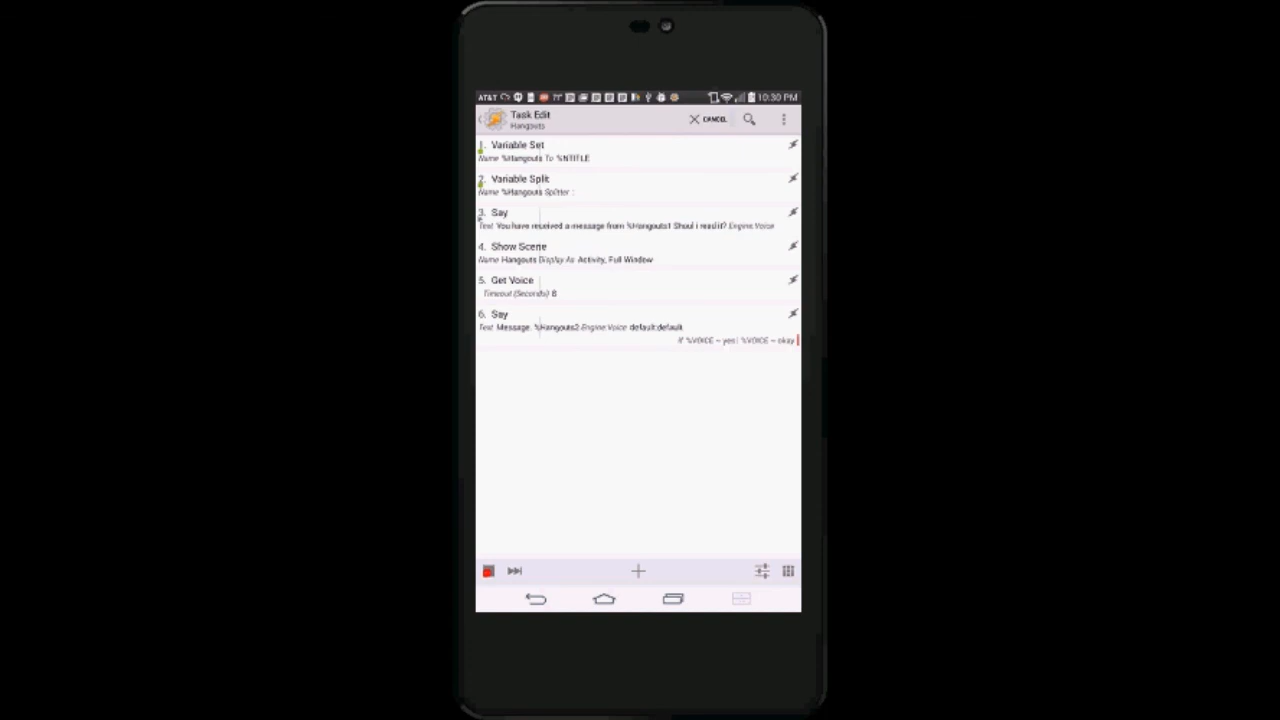 AT&T 10:30 PM
Task Edit
Hangouts
CANCEL
1. Variable Set
Name %Hangouts To %NTITLE
2. Variable Split
Name %Hangouts Splitter :
3. Say
Text You have received a message from %Hangouts1 Shoul i read it? Engine:Voice
4. Show Scene
Name Hangouts Display As Activity, Full Window
5. Get Voice
Timeout (Seconds) 6
6. Say
Text Message. %Hangouts2 Engine:Voice default:default
If %VOICE ~ yes| %VOICE ~ okay